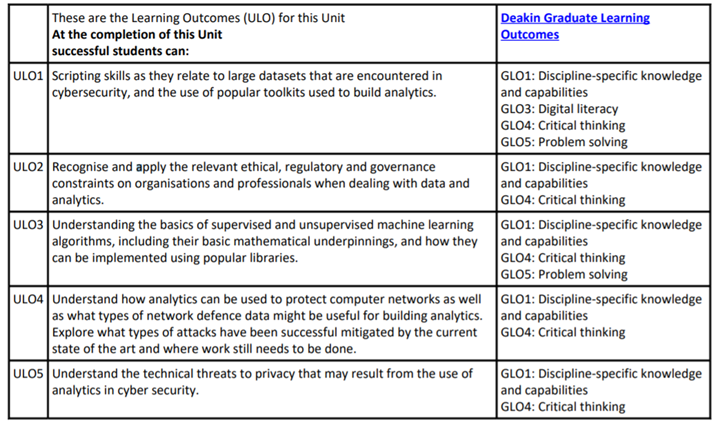 These are the Learning Outcomes (ULO) for this Unit
At the completion of this Unit
successful students can:
Deakin Graduate Learning
Outcomes
ULO1 Scripting skills as they relate to large datasets that are encountered in
cybersecurity, and the use of popular toolkits used to build analytics.
GLO1: Discipline-specific knowledge
and capabilities
GLO3: Digital literacy
GLO4: Critical thinking
GLO5: Problem solving
ULO2 Recognise and apply the relevant ethical, regulatory and governance
constraints on organisations and professionals when dealing with data and
analytics.
GLO1: Discipline-specific knowledge
and capabilities
GLO4: Critical thinking
ULO3 Understanding the basics of supervised and unsupervised machine learning
algorithms, including their basic mathematical underpinnings, and how they
can be implemented using popular libraries.
GLO1: Discipline-specific knowledge
and capabilities
GLO4: Critical thinking
GLO5: Problem solving
ULO4 Understand how analytics can be used to protect computer networks as well
as what types of network defence data might be useful for building analytics.
Explore what types of attacks have been successful mitigated by the current
state of the art and where work still needs to be done.
GLO1: Discipline-specific knowledge
and capabilities
GLO4: Critical thinking
ULO5 Understand the technical threats to privacy that may result from the use of
analytics in cyber security.
GLO1: Discipline-specific knowledge
and capabilities
GLO4: Critical thinking